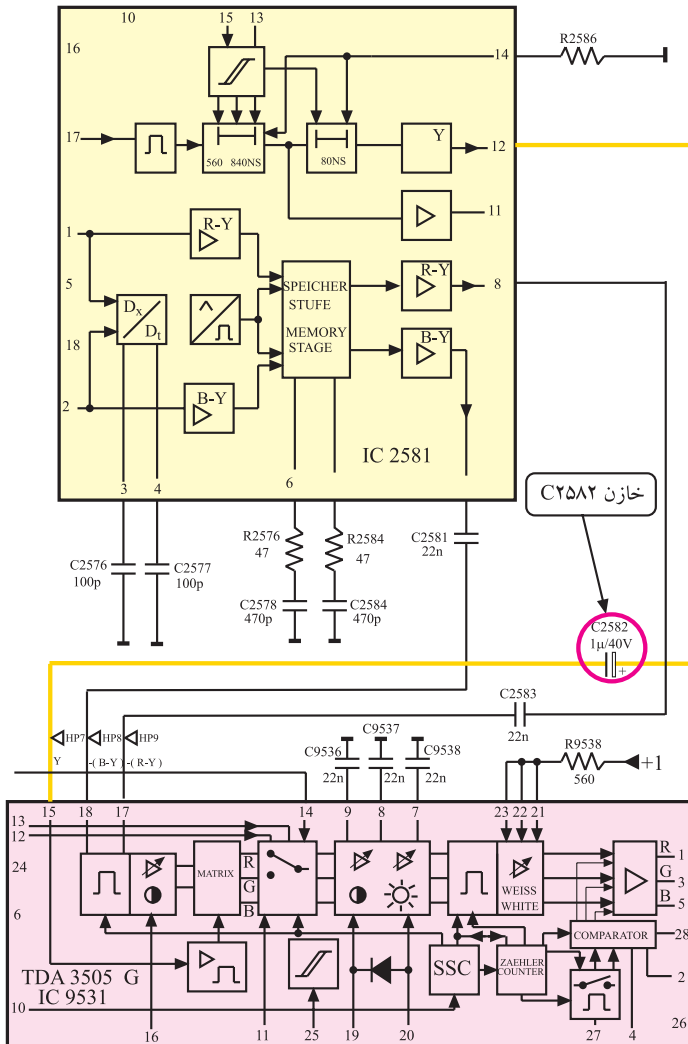 10 15 13
16
14
R2586
17
560 840NS
80NS
Y
12
11
1
R-Y
5
SPEICHER
STUFE
MEMORY
STAGE
R-Y
8
Dx
Dt
18
B-Y
2
B-Y
IC 2581
3 4 6
خازن C۲۵۸۲
R2576
47
R2584
47
C2581
22n
C2576
100p
C2577
100p
C2578
470p
C2584
470p
C2582
1µ/40V
+
C2583
22n
HP7 HP8 HP9
Y -( B-Y ) -( R-Y )
C9536
22n
C9537
22n
C9538
22n
R9538
560
+1
15 18 17 14 9 8 7 23 22 21
13
12
24
MATRIX
R
G
B
WEISS
WHITE
R 1
G 3
B 5
6
COMPARATOR
28
TDA 3505 G
IC 9531
SSC
ZAEHLER
COUNTER
2
10
16 11 25 19 20 27 4 26